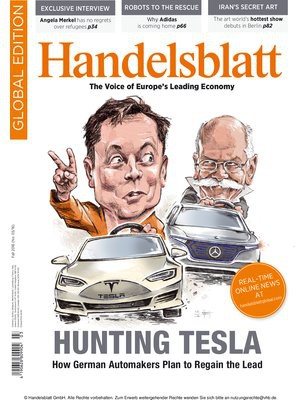 GLOBAL EDITION
EXCLUSIVE INTERVIEW
Angela Merkel has no regrets
over refugees p34
ROBOTS TO THE RESCUE
Why Adidas
is coming home p66
IRAN'S SECRET ART
The art world's hottest show
debuts in Berlin p82
Handelsblatt
The Voice of Europe's Leading Economy
TESLA
REAL-TIME
ONLINE NEWS
AT
HUNTING TESLA
How German Automakers Plan to Regain the Lead
© Handelsblatt GmbH. Alle Rechte vorbehalten. Zum Erwerb weitergehender Rechte wenden Sie sich bitte an nutzungsrechte@vhb.de.